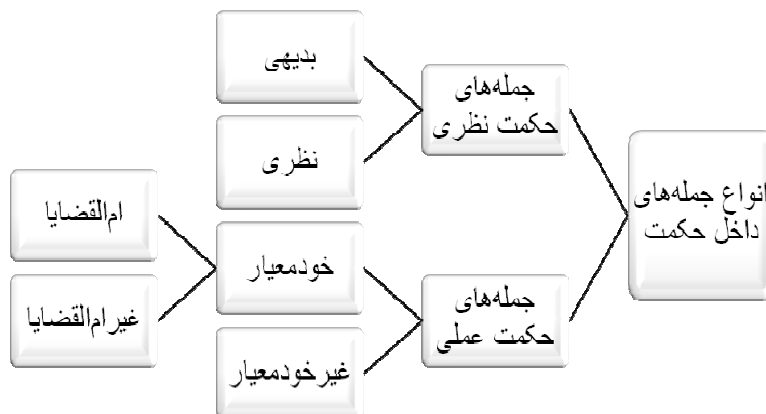 انواع جمله‌های
داخل حکمت
جمله‌های
حکمت نظری
بدیهی
نظری
جمله‌های
حکمت عملی
خودمعیار
ام‌القضایا
غیرام‌القضایا
غیرخودمعیار